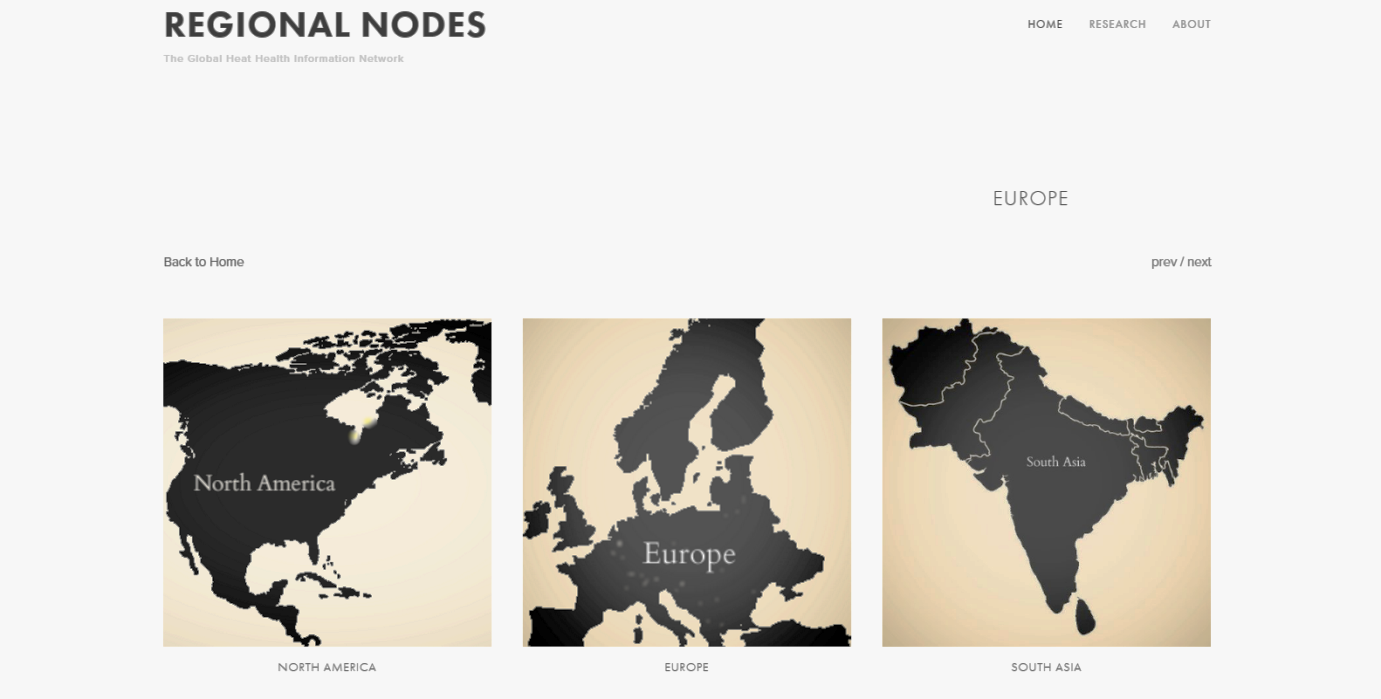 REGIONAL NODES
HOME RESEARCH ABOUT
The Global Heat Health Information Network
EUROPE
Back to Home
prev / next
North America
Europe
South Asia
NORTH AMERICA
EUROPE
SOUTH ASIA